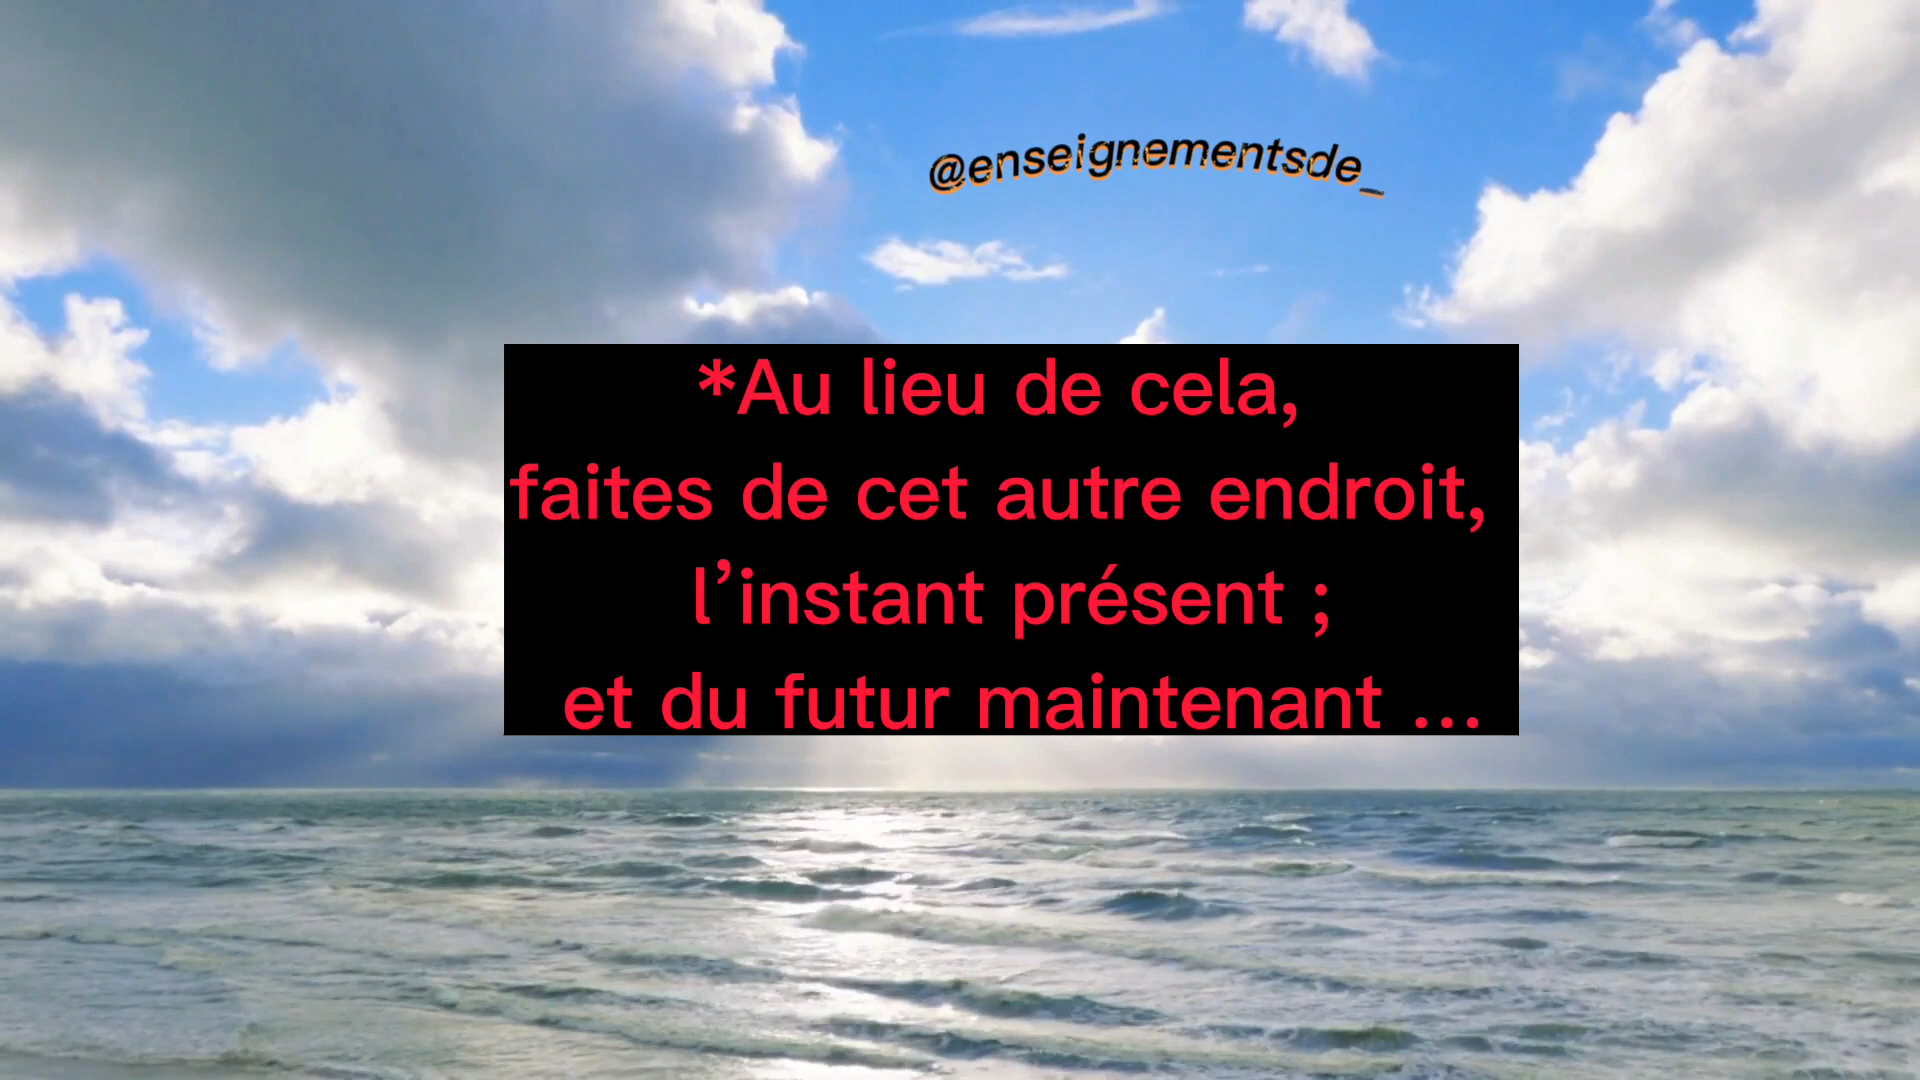 @enseignementsde_
*Au lieu de cela,
faites de cet autre endroit,
l’instant présent ;
et du futur maintenant ...